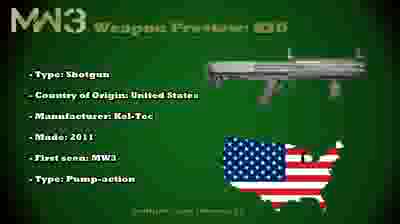 MW3 Weapon Preview: KSG
- Type: Shotgun
- Country of Origin: United States
- Manufacturer: Kel-Tec
- Made: 2011
- First seen: MW3
- Type: Pump-action